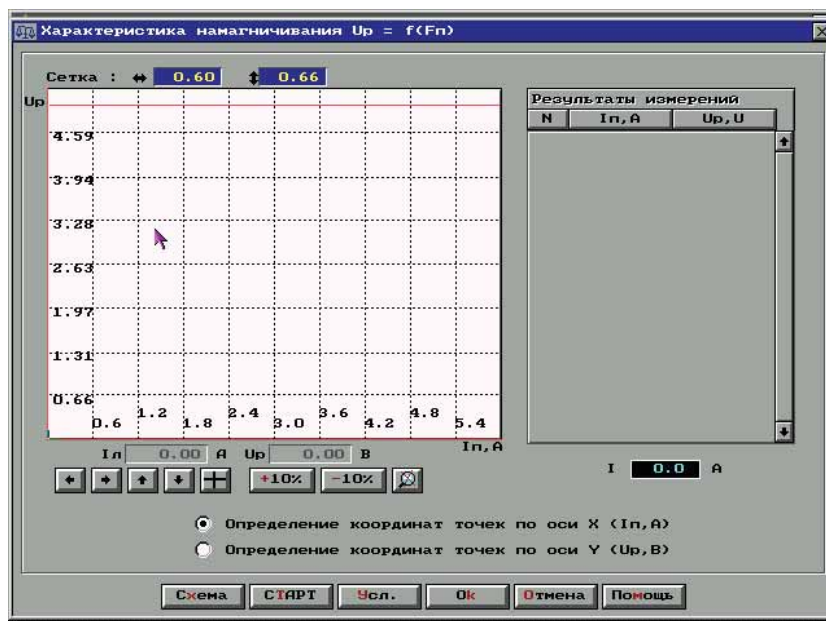 Характеристика намагничивания Up = f(Fп)
Сетка : 0.60 0.66
Up
4.59
3.94
3.28
2.63
1.97
1.31
0.66
0.6 1.2 1.8 2.4 3.0 3.6 4.2 4.8 5.4
Iп,A
Iп 0.00 A Up 0.00 В
+10% -10%
Результаты измерений
N Iп,A Up,U
I 0.0 A
Определение координат точек по оси X (Iп,A)
Определение координат точек по оси Y (Up,B)
Схема СТАРТ Усл. Ok Отмена Помощь